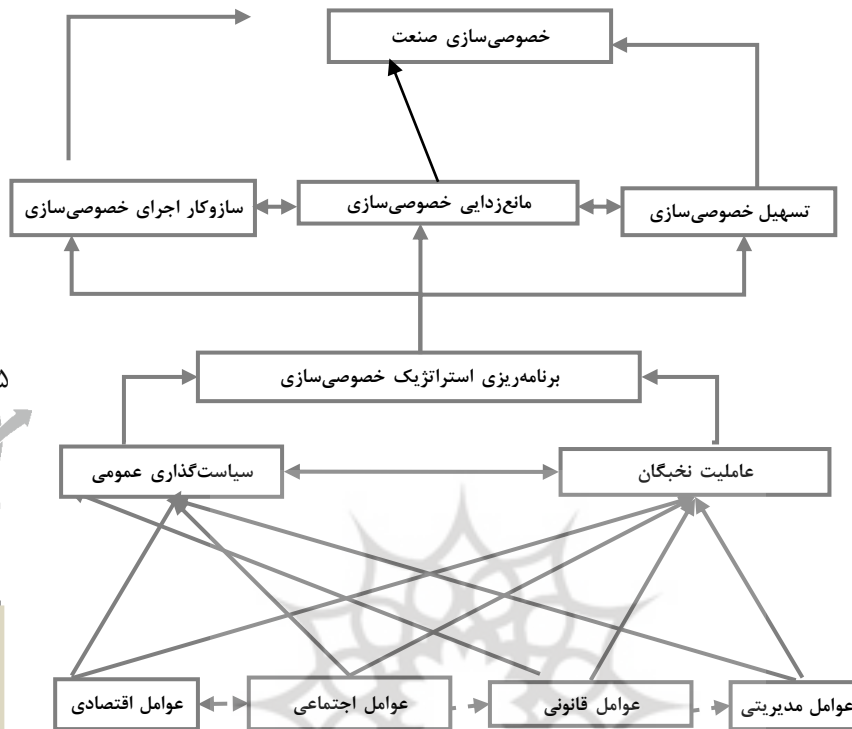 خصوصی‌سازی صنعت
تسهیل خصوصی‌سازی
مانع‌زدایی خصوصی‌سازی
سازوکار اجرای خصوصی‌سازی
برنامه‌ریزی استراتژیک خصوصی‌سازی
۵
عاملیت نخبگان
سیاست‌گذاری عمومی
عوامل مدیریتی
عوامل قانونی
عوامل اجتماعی
عوامل اقتصادی